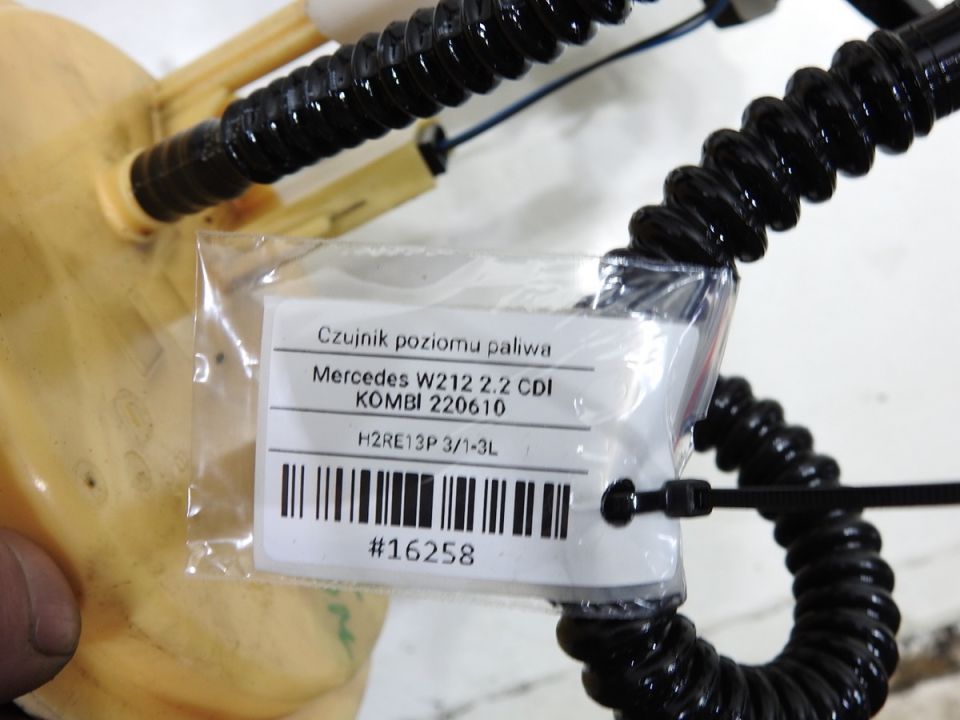 Czujnik poziomu paliwa
Mercedes W212 2.2 CDI
KOMBI 220610
H2RE13P 3/1-3L
#16258